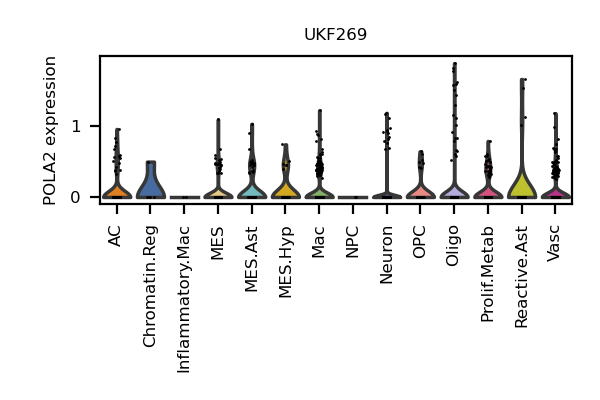 UKF269
POLA2 expression
1
0
AC
Chromatin.Reg
Inflammatory.Mac
MES
MES.Ast
MES.Hyp
Mac
NPC
Neuron
OPC
Oligo
Prolif.Metab
Reactive.Ast
Vasc